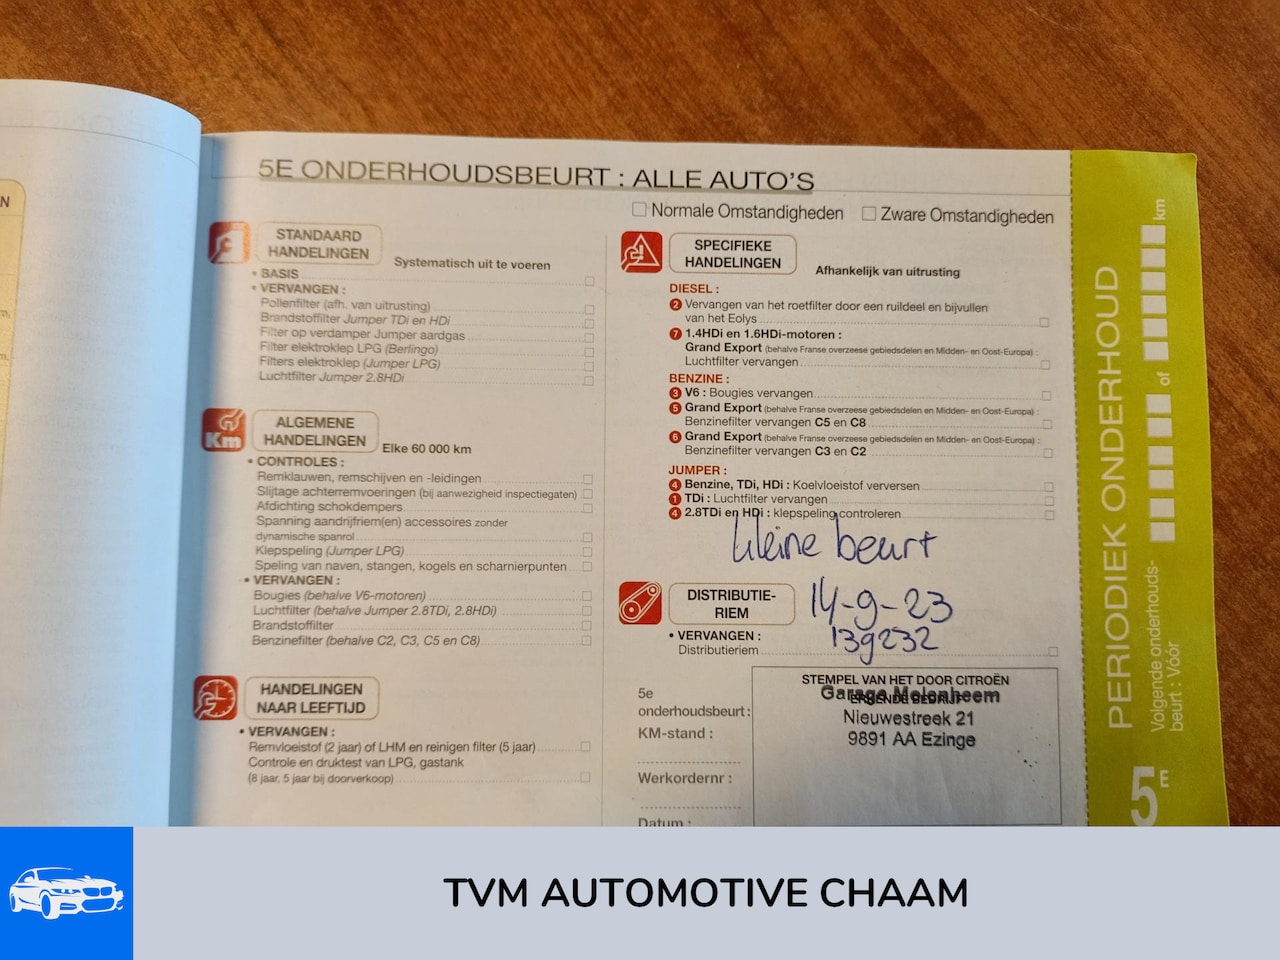 N
5E ONDERHOUDSBEURT : ALLE AUTO'S
Normale Omstandigheden Zware Omstandigheden
STANDAARD
HANDELINGEN
Systematisch uit te voeren
• BASIS
• VERVANGEN :
Pollenfilter (afh. van uitrusting)
Brandstoffilter Jumper TDi en HDi
Filter op verdamper Jumper aardgas
Filter elektroklep LPG (Berlingo)
Filters elektroklep (Jumper LPG)
Luchtfilter Jumper 2.8HDi
Km
ALGEMENE
HANDELINGEN
Elke 60 000 km
• CONTROLES :
Remklauwen, remschijven en -leidingen
Slijtage achterremvoeringen (bij aanwezigheid inspectiegaten)
Afdichting schokdempers
Spanning aandrijfriem(en) accessoires zonder
dynamische spanrol
Klepspeling (Jumper LPG)
Speling van naven, stangen, kogels en scharnierpunten
• VERVANGEN :
Bougies (behalve V6-motoren)
Luchtfilter (behalve Jumper 2.8TDi, 2.8HDi)
Brandstoffilter
Benzinefilter (behalve C2, C3, C5 en C8)
HANDELINGEN
NAAR LEEFTIJD
• VERVANGEN :
Remvloeistof (2 jaar) of LHM en reinigen filter (5 jaar)
Controle en druktest van LPG, gastank
(8 jaar, 5 jaar bij doorverkoop)
SPECIFIEKE
HANDELINGEN
Afhankelijk van uitrusting
DIESEL :
2 Vervangen van het roetfilter door een ruildeel en bijvullen
van het Eolys
7 1.4HDi en 1.6HDi-motoren :
Grand Export (behalve Franse overzeese gebiedsdelen en Midden- en Oost-Europa) :
Luchtfilter vervangen
BENZINE :
3 V6 : Bougies vervangen
5 Grand Export (behalve Franse overzeese gebiedsdelen en Midden- en Oost-Europa) :
Benzinefilter vervangen C5 en C8
6 Grand Export (behalve Franse overzeese gebiedsdelen en Midden- en Oost-Europa) :
Benzinefilter vervangen C3 en C2
JUMPER :
4 Benzine, TDi, HDi : Koelvloeistof verversen
1 TDi : Luchtfilter vervangen
4 2.8TDi en HDi : klepspeling controleren
kleine beurt
DISTRIBUTIE-
RIEM
14-9-23
139232
• VERVANGEN :
Distributieriem
STEMPEL VAN HET DOOR CITROËN
ERKENDE BEDRIJF
Garage Molenheem
Nieuwestreek 21
9891 AA Ezinge
5e
onderhoudsbeurt :
KM-stand :
Werkordernr :
Datum :
PERIODIEK ONDERHOUD
Volgende onderhouds-
beurt : Vóór
of
km
5E
TVM AUTOMOTIVE CHAAM